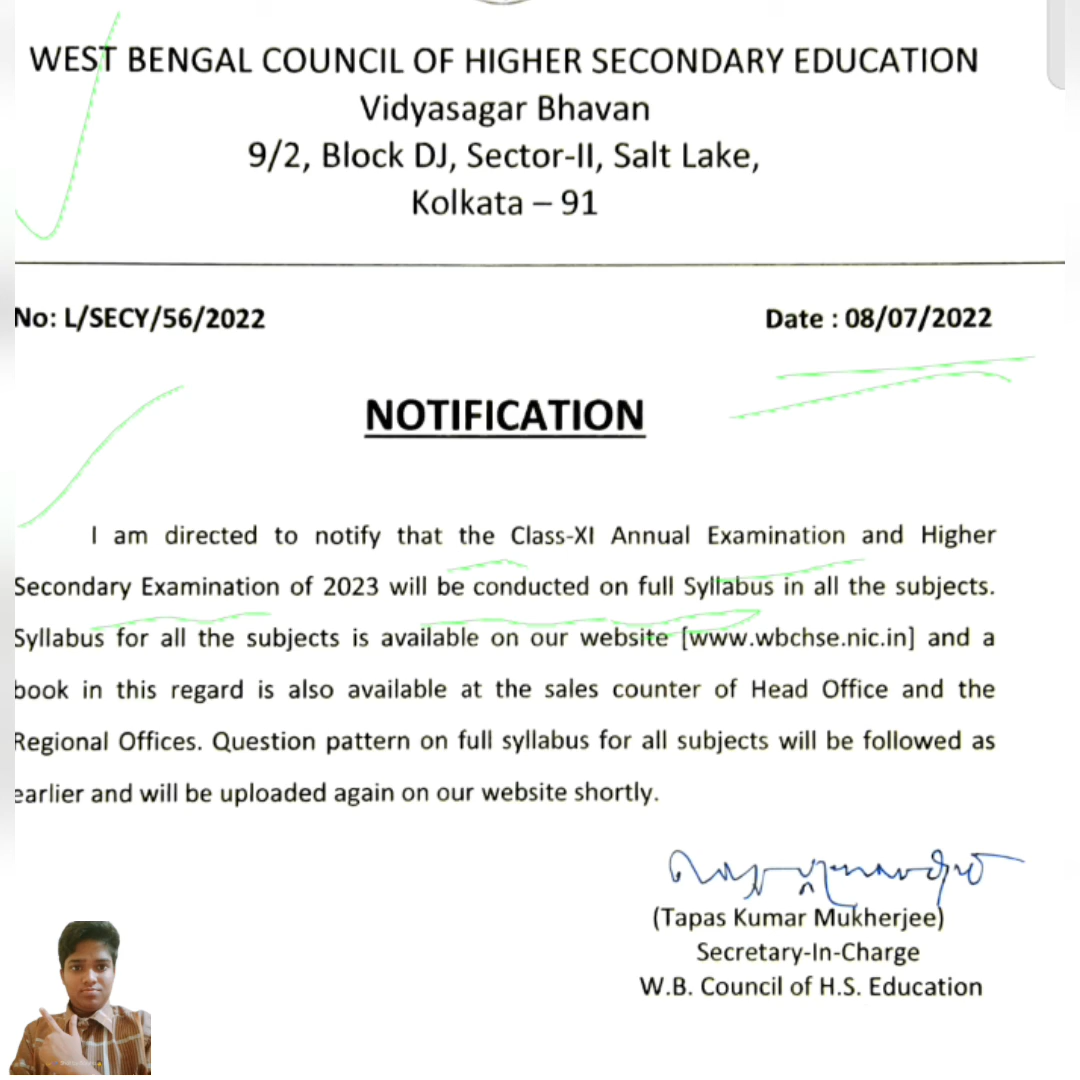 WEST BENGAL COUNCIL OF HIGHER SECONDARY EDUCATION
Vidyasagar Bhavan
9/2, Block DJ, Sector-II, Salt Lake,
Kolkata – 91
No: L/SECY/56/2022
Date : 08/07/2022
NOTIFICATION
I am directed to notify that the Class-XI Annual Examination and Higher
Secondary Examination of 2023 will be conducted on full Syllabus in all the subjects.
Syllabus for all the subjects is available on our website [www.wbchse.nic.in] and a
book in this regard is also available at the sales counter of Head Office and the
Regional Offices. Question pattern on full syllabus for all subjects will be followed as
earlier and will be uploaded again on our website shortly.
(Tapas Kumar Mukherjee)
Secretary-In-Charge
W.B. Council of H.S. Education